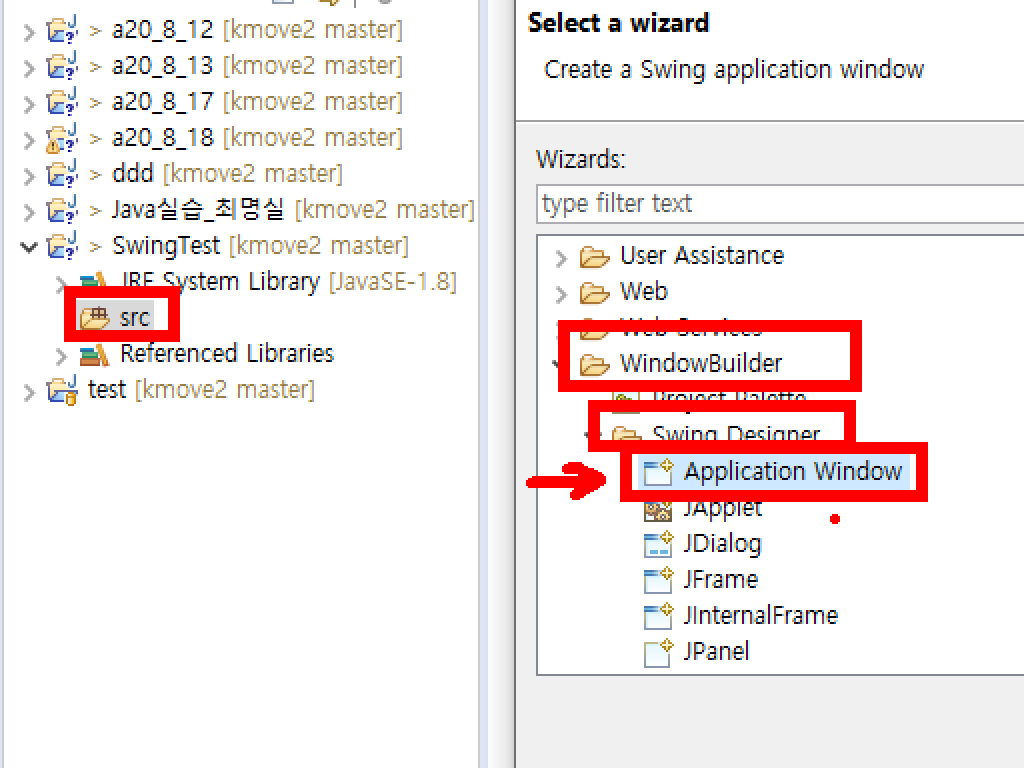 > a20_8_12 [kmove2 master]
> a20_8_13 [kmove2 master]
> a20_8_17 [kmove2 master]
> a20_8_18 [kmove2 master]
> ddd [kmove2 master]
> Java실습_최명실 [kmove2 master]
> SwingTest [kmove2 master]
JRE System Library [JavaSE-1.8]
src
Referenced Libraries
test [kmove2 master]
Select a wizard
Create a Swing application window
Wizards:
type filter text
User Assistance
Web
Web Services
WindowBuilder
Project Palette
Swing Designer
Application Window
JApplet
JDialog
JFrame
JInternalFrame
JPanel